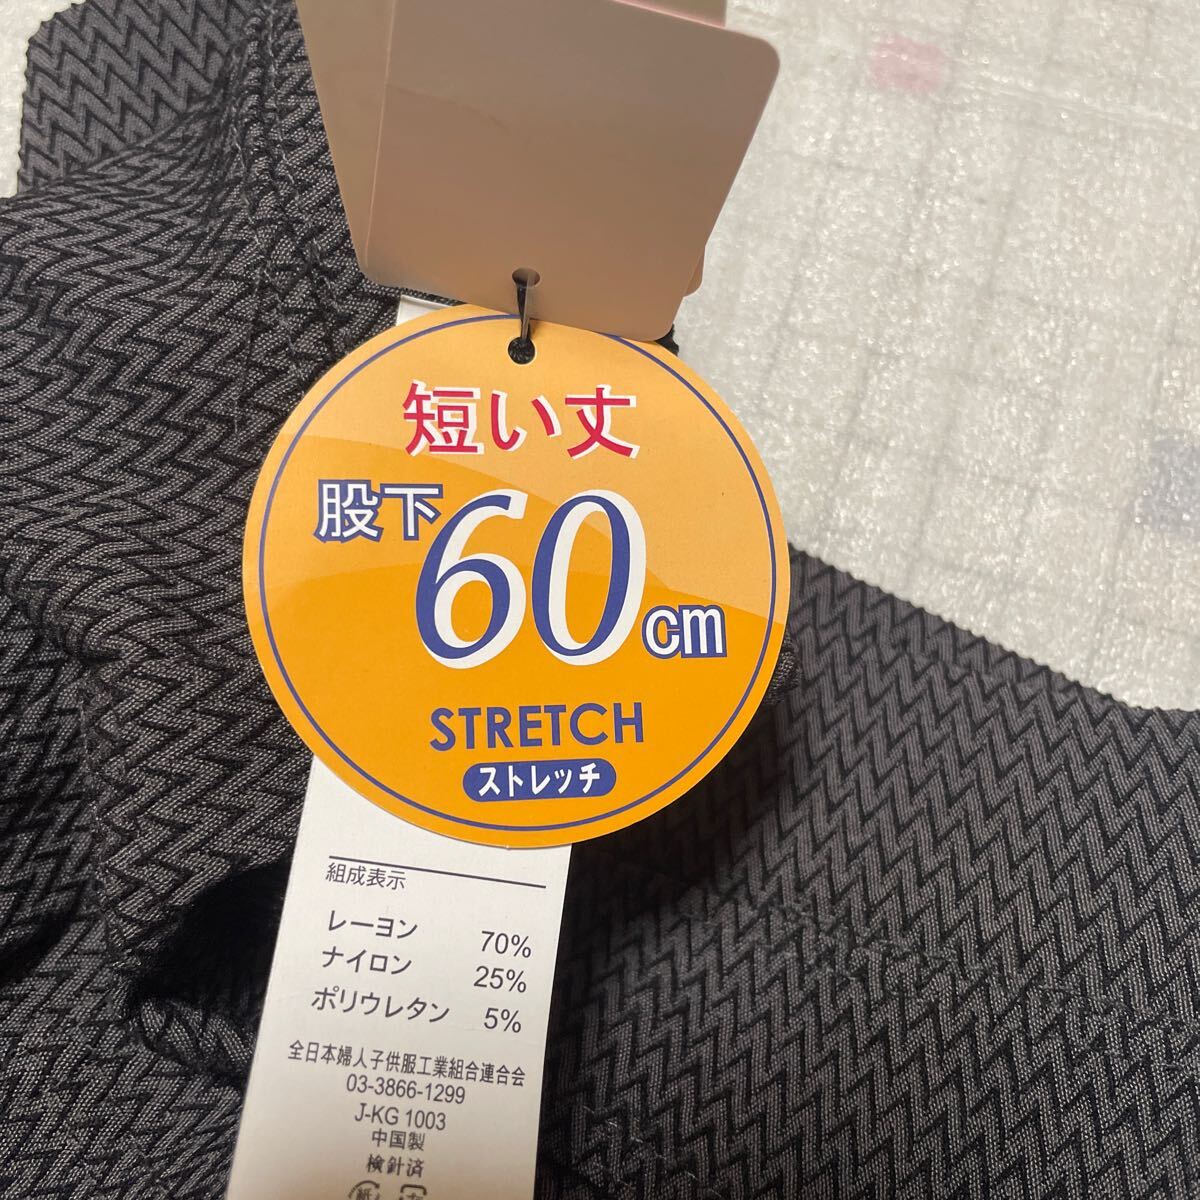 短い丈
股下60cm
STRETCH
ストレッチ
組成表示
レーヨン 70%
ナイロン 25%
ポリウレタン 5%
全日本婦人子供服工業組合連合会
03-3866-1299
J-KG 1003
中国製
検針済
紙